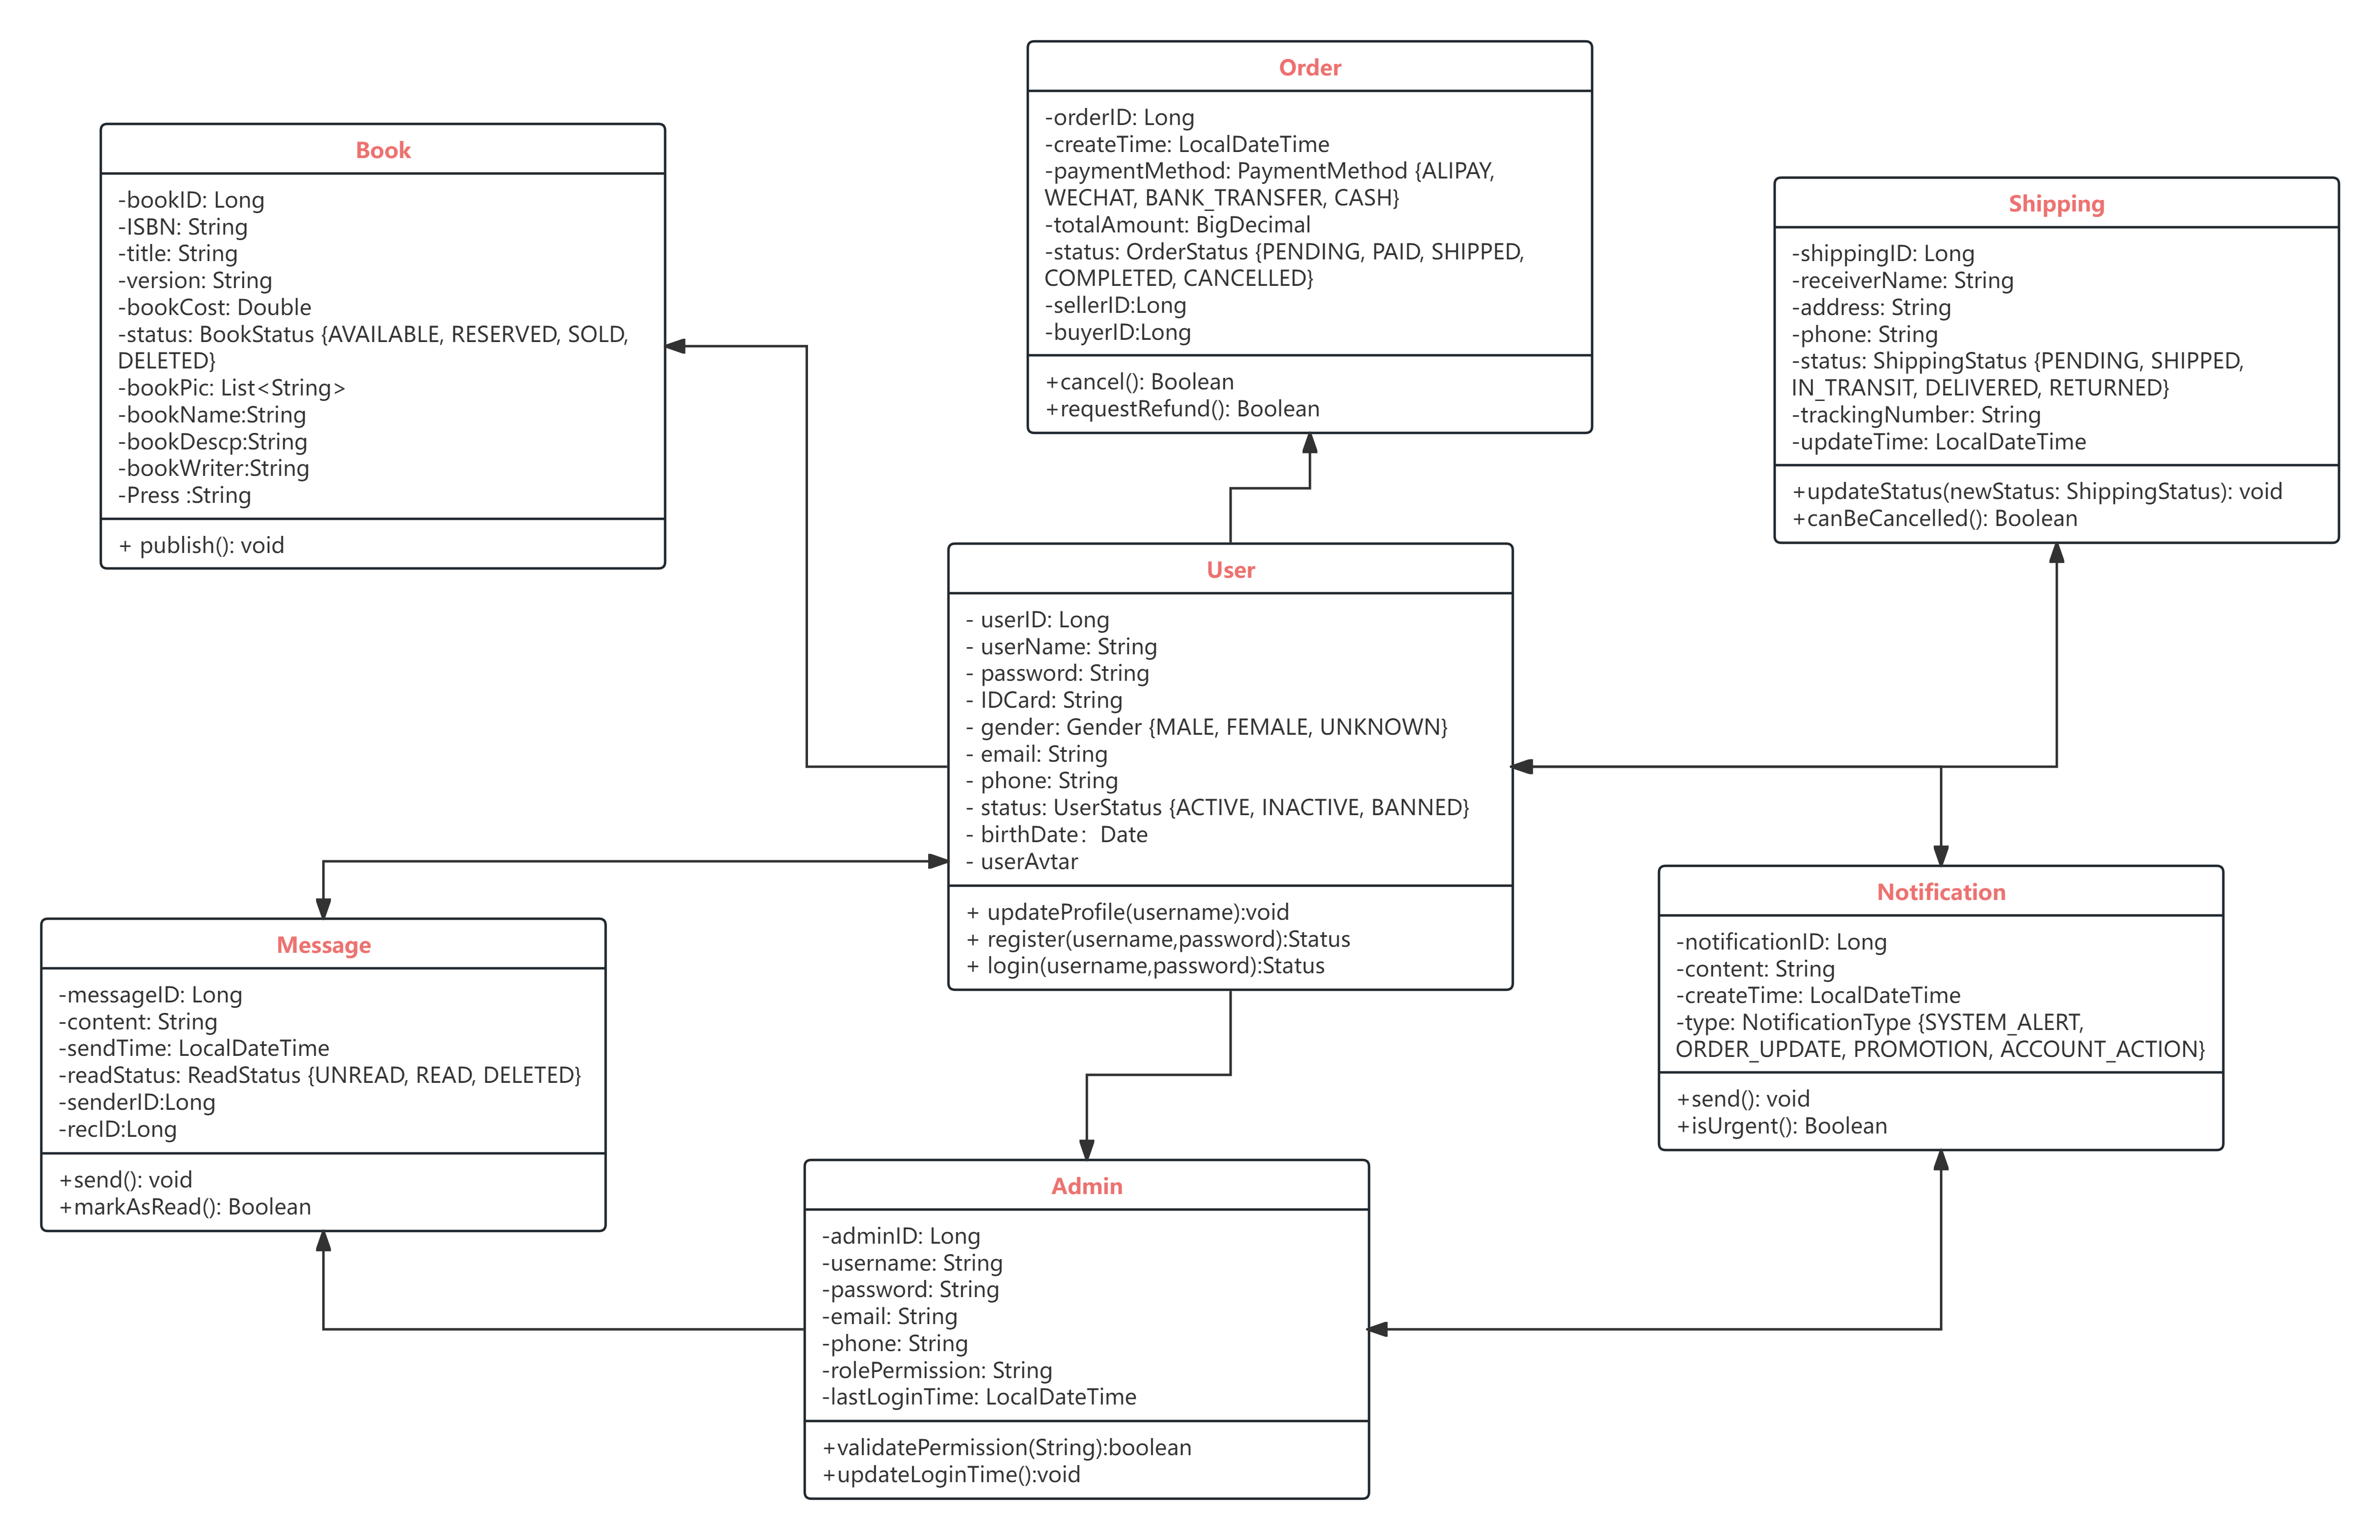 Order
-orderID: Long
-createTime: LocalDateTime
-paymentMethod: PaymentMethod {ALIPAY,
WECHAT, BANK_TRANSFER, CASH}
-totalAmount: BigDecimal
-status: OrderStatus {PENDING, PAID, SHIPPED,
COMPLETED, CANCELLED}
-sellerID:Long
-buyerID:Long
+cancel(): Boolean
+requestRefund(): Boolean
Book
-bookID: Long
-ISBN: String
-title: String
-version: String
-bookCost: Double
-status: BookStatus {AVAILABLE, RESERVED, SOLD,
DELETED}
-bookPic: List<String>
-bookName:String
-bookDescp:String
-bookWriter:String
-Press :String
+ publish(): void
Shipping
-shippingID: Long
-receiverName: String
-address: String
-phone: String
-status: ShippingStatus {PENDING, SHIPPED,
IN_TRANSIT, DELIVERED, RETURNED}
-trackingNumber: String
-updateTime: LocalDateTime
+updateStatus(newStatus: ShippingStatus): void
+canBeCancelled(): Boolean
User
- userID: Long
- userName: String
- password: String
- IDCard: String
- gender: Gender {MALE, FEMALE, UNKNOWN}
- email: String
- phone: String
- status: UserStatus {ACTIVE, INACTIVE, BANNED}
- birthDate：Date
- userAvtar
+ updateProfile(username):void
+ register(username,password):Status
+ login(username,password):Status
Notification
-notificationID: Long
-content: String
-createTime: LocalDateTime
-type: NotificationType {SYSTEM_ALERT,
ORDER_UPDATE, PROMOTION, ACCOUNT_ACTION}
+send(): void
+isUrgent(): Boolean
Message
-messageID: Long
-content: String
-sendTime: LocalDateTime
-readStatus: ReadStatus {UNREAD, READ, DELETED}
-senderID:Long
-recID:Long
+send(): void
+markAsRead(): Boolean
Admin
-adminID: Long
-username: String
-password: String
-email: String
-phone: String
-rolePermission: String
-lastLoginTime: LocalDateTime
+validatePermission(String):boolean
+updateLoginTime():void